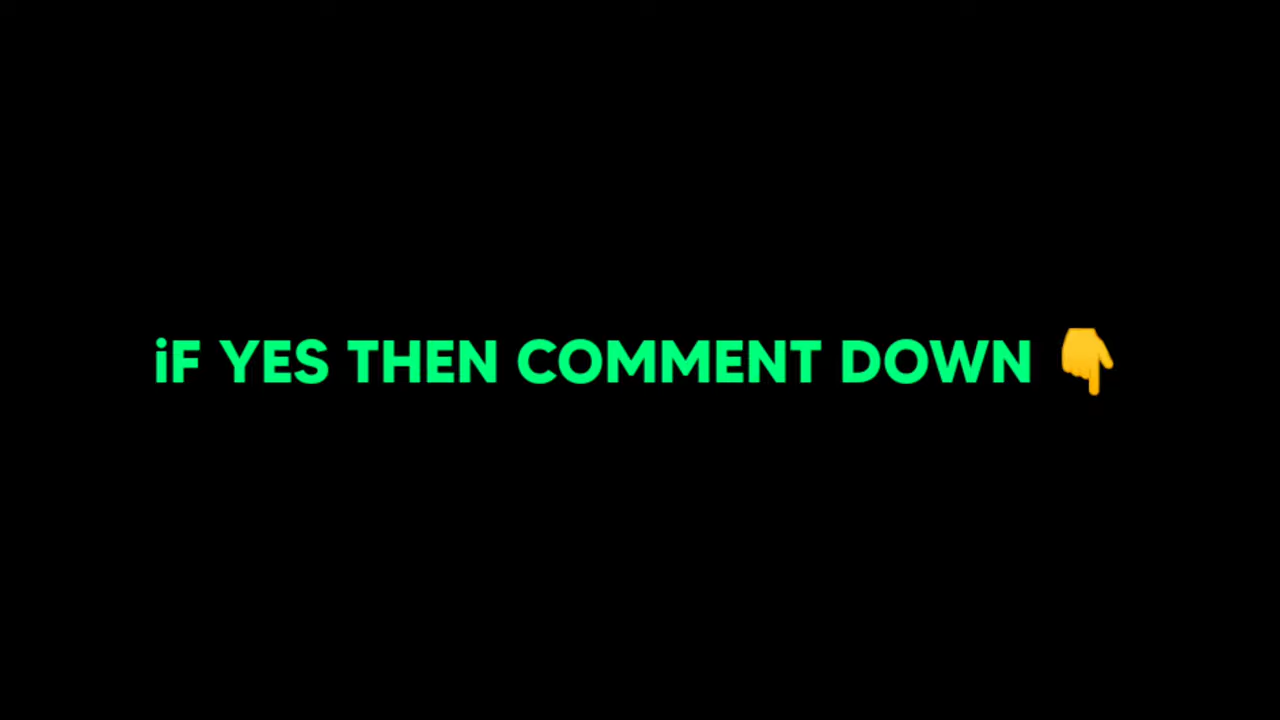 iF YES THEN COMMENT DOWN 👇